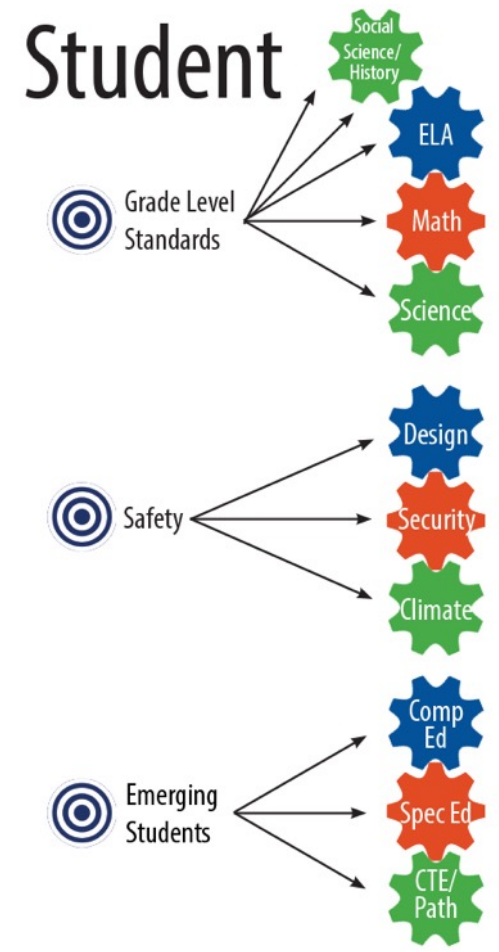 Student
Social
Science/
History
ELA
Grade Level
Standards
Math
Science
Design
Safety
Security
Climate
Comp
Ed
Emerging
Students
Spec Ed
CTE/
Path